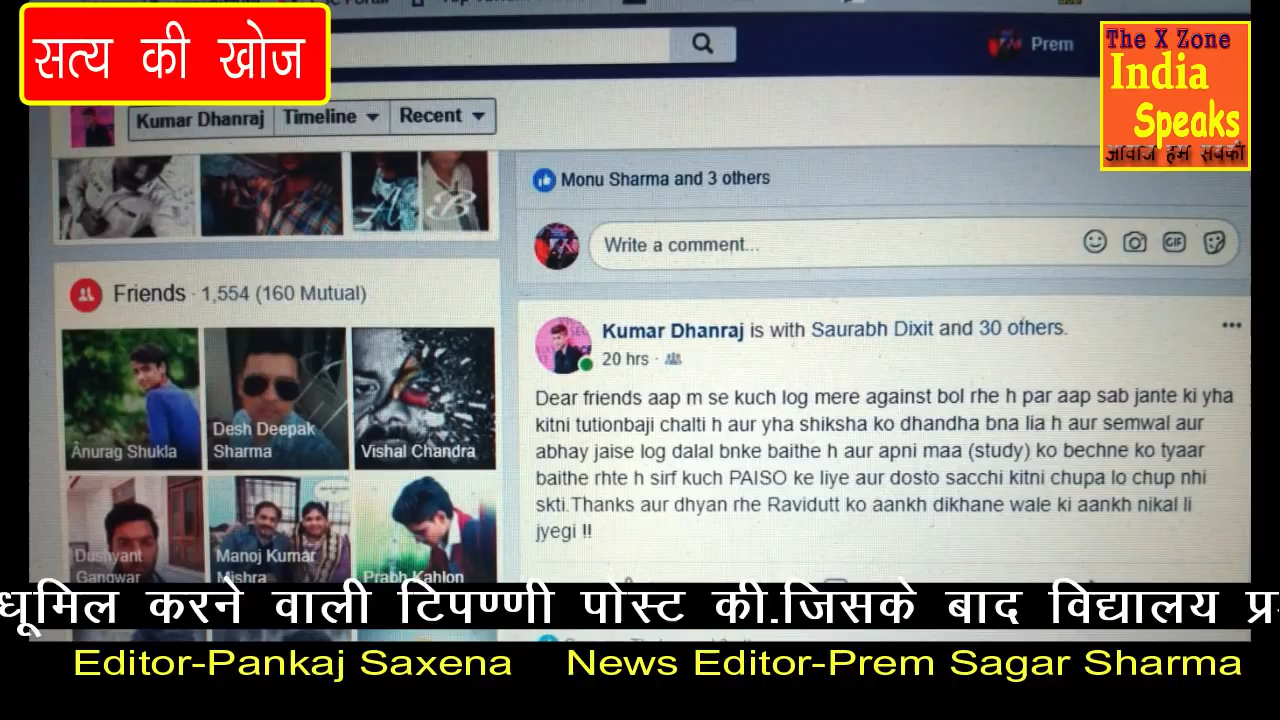 सत्य की खोज
Prem
The X Zone
India
Speaks
आवाज हम सबकी
Kumar Dhanraj Timeline Recent
Monu Sharma and 3 others
Write a comment...
GIF
A B
Friends · 1,554 (160 Mutual)
Anurag Shukla
Desh Deepak
Sharma
Vishal Chandra
Dushyant
Gangwar
Manoj Kumar
Mishra
Prabh Kahlon
Kumar Dhanraj is with Saurabh Dixit and 30 others.
20 hrs ·
Dear friends aap m se kuch log mere against bol rhe h par aap sab jante ki yha
kitni tutionbaji chalti h aur yha shiksha ko dhandha bna lia h aur semwal aur
abhay jaise log dalal bnke baithe h aur apni maa (study) ko bechne ko tyaar
baithe rhte h sirf kuch PAISO ke liye aur dosto sacchi kitni chupa lo chup nhi
skti.Thanks aur dhyan rhe Ravidutt ko aankh dikhane wale ki aankh nikal li
jyegi !!
धूमिल करने वाली टिपण्णी पोस्ट की.जिसके बाद विद्यालय
Editor-Pankaj Saxena News Editor-Prem Sagar Sharma